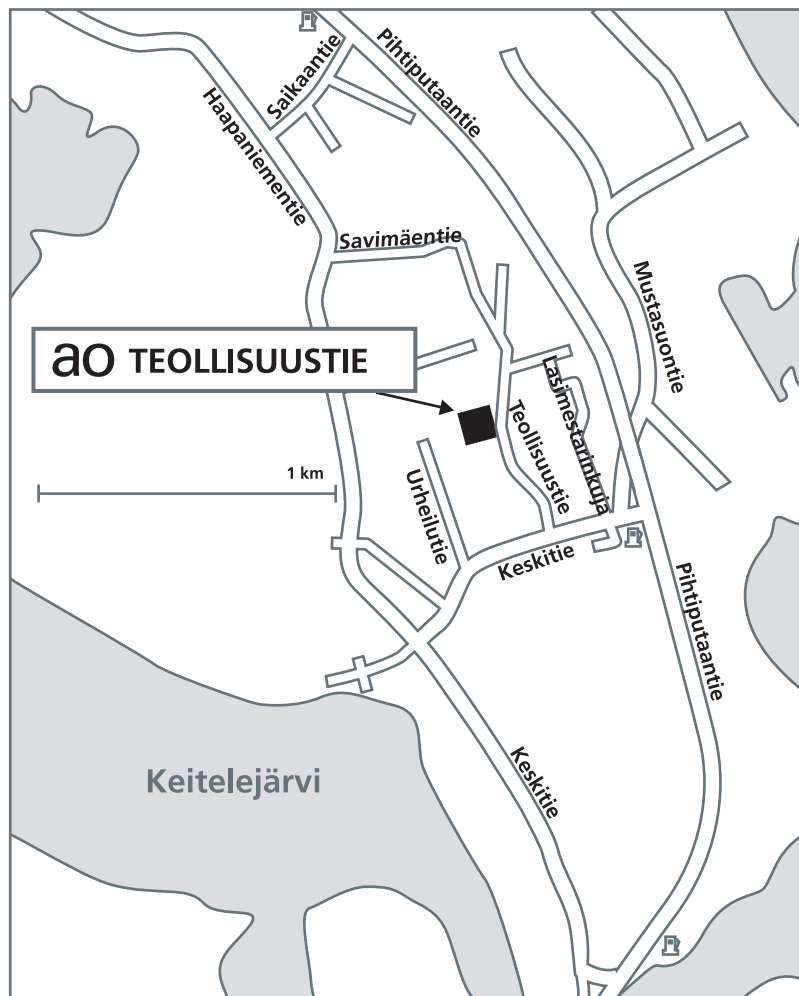 Saikaantie
Pihtiputaantie
Haapaniementie
Savimäentie
Mustasuontie
ao TEOLLISUUSTIE
Lasimestarinkuja
Teollisuustie
1 km
Urheilutie
Keskitie
Pihtiputaantie
Keskitie
Keitelejärvi